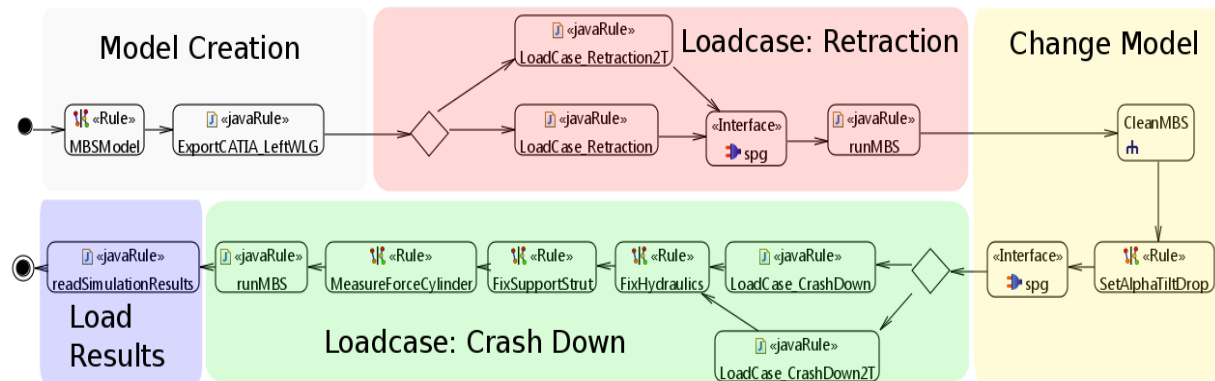 Model Creation
Loadcase: Retraction
Change Model
«javaRule»
LoadCase_Retraction2T
«Rule»
MBSModel
«javaRule»
ExportCATIA_LeftWLG
«javaRule»
LoadCase_Retraction
«Interface»
spg
«javaRule»
runMBS
CleanMBS
«javaRule»
readSimulationResults
«javaRule»
runMBS
«Rule»
MeasureForceCylinder
«Rule»
FixSupportStrut
«Rule»
FixHydraulics
«javaRule»
LoadCase_CrashDown
«Interface»
spg
«Rule»
SetAlphaTiltDrop
Load
Results
Loadcase: Crash Down
«javaRule»
LoadCase_CrashDown2T